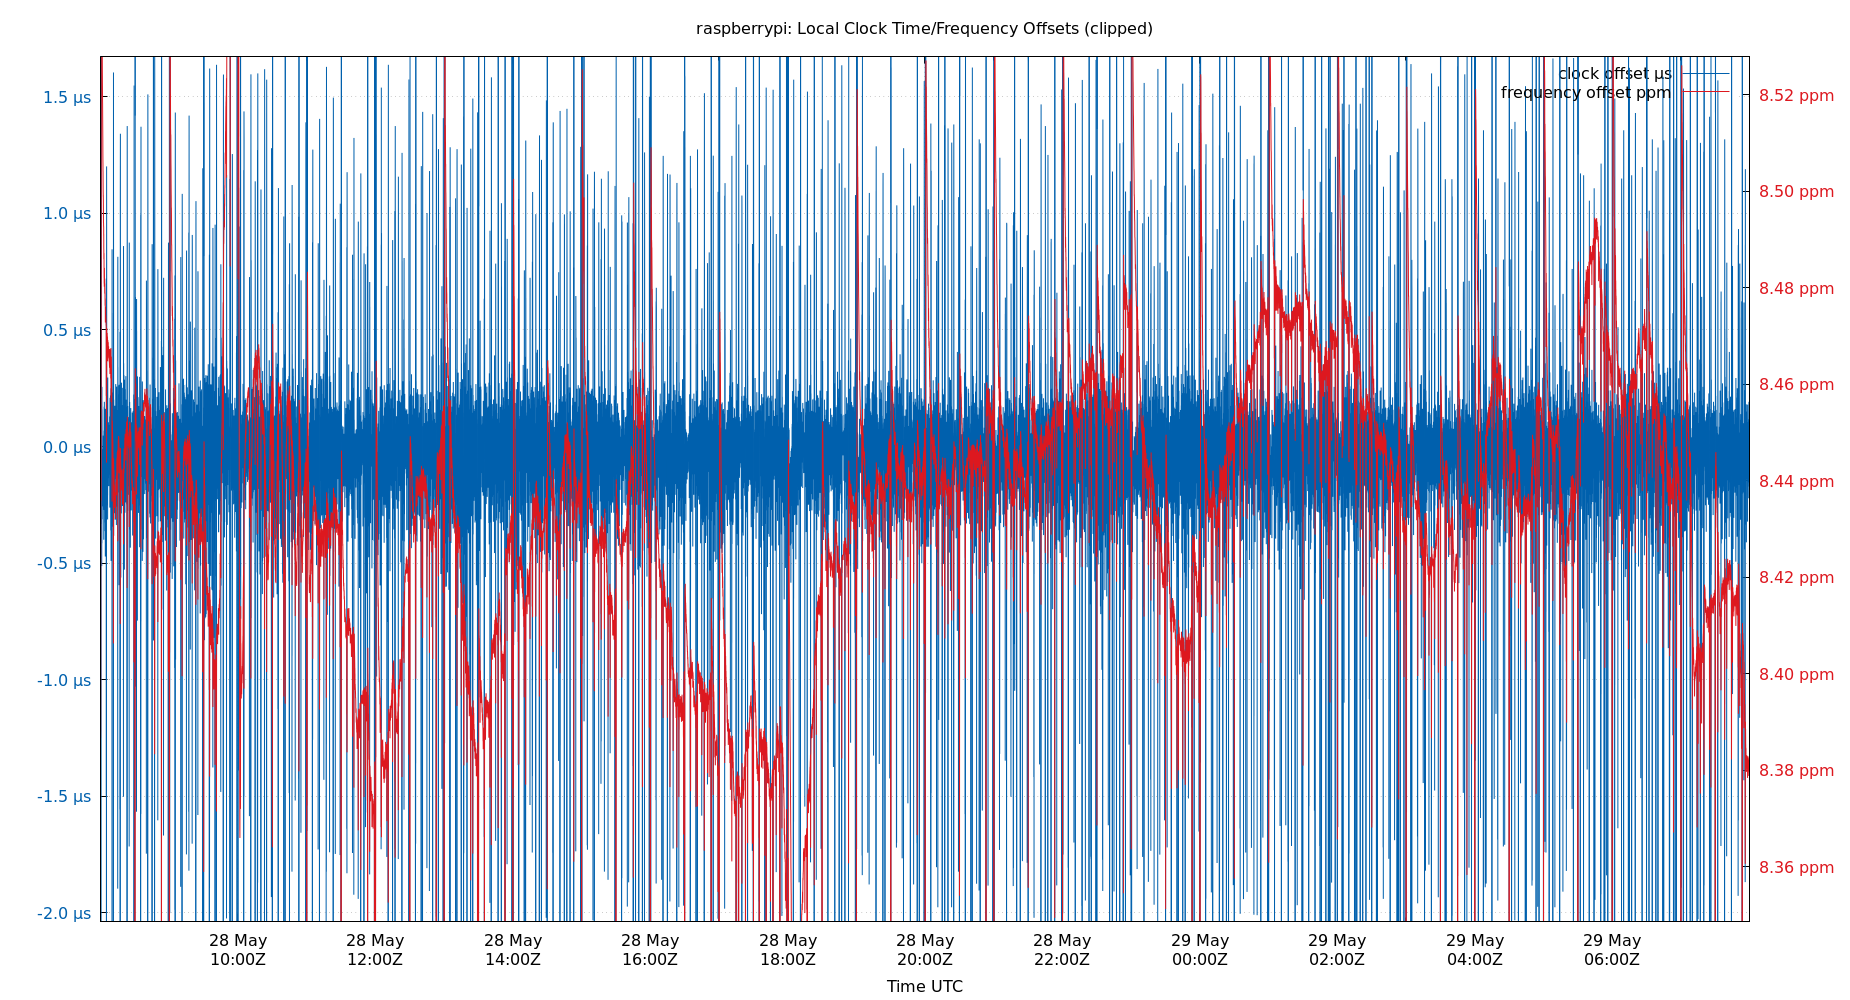 raspberrypi: Local Clock Time/Frequency Offsets (clipped)
clock offset µs
frequency offset ppm
1.5 µs
1.0 µs
0.5 µs
0.0 µs
-0.5 µs
-1.0 µs
-1.5 µs
-2.0 µs
8.52 ppm
8.50 ppm
8.48 ppm
8.46 ppm
8.44 ppm
8.42 ppm
8.40 ppm
8.38 ppm
8.36 ppm
28 May
10:00Z
28 May
12:00Z
28 May
14:00Z
28 May
16:00Z
28 May
18:00Z
28 May
20:00Z
28 May
22:00Z
29 May
00:00Z
29 May
02:00Z
29 May
04:00Z
29 May
06:00Z
Time UTC